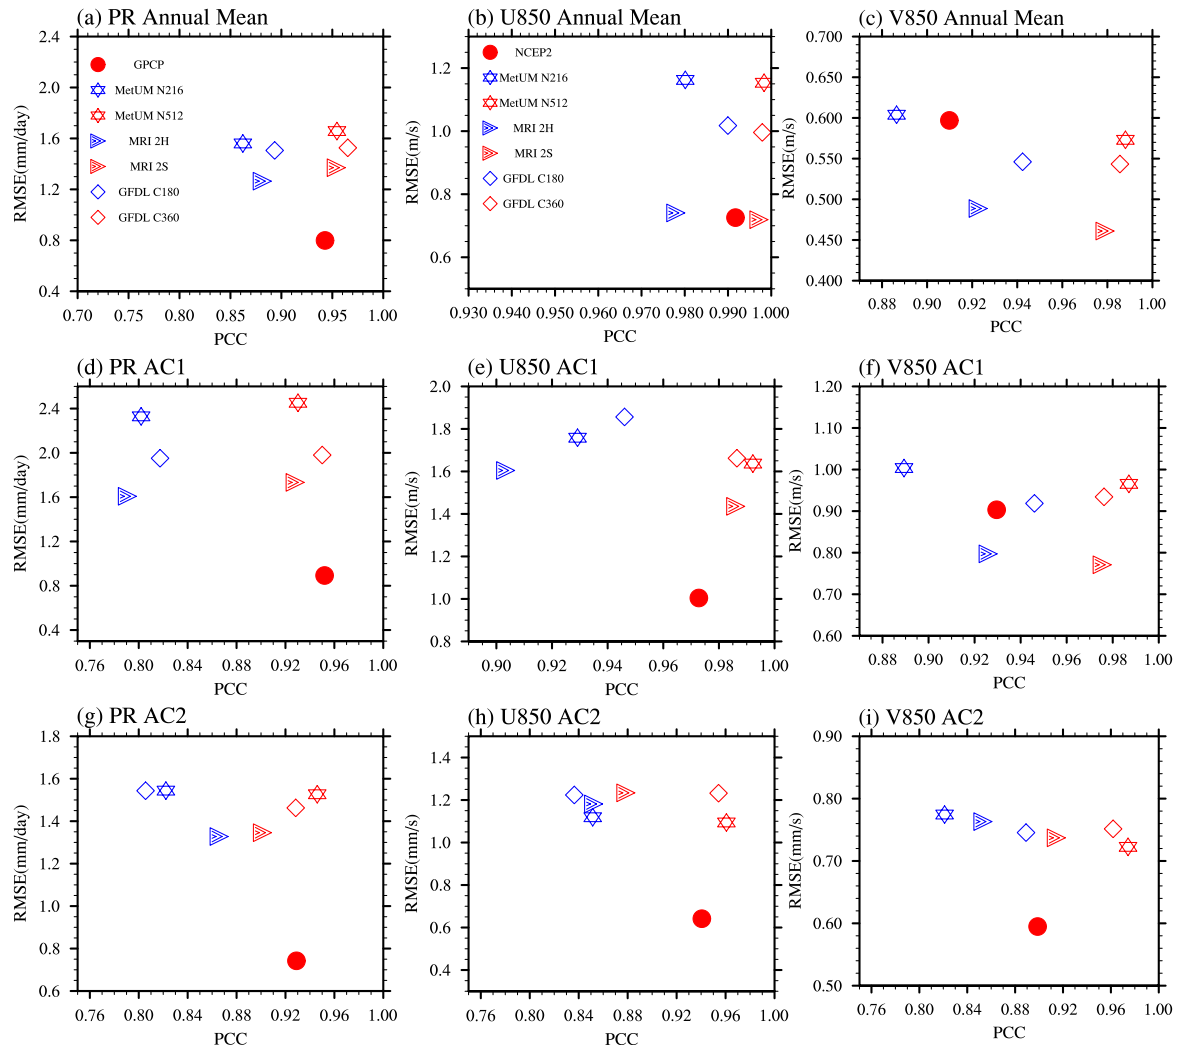 (a) PR Annual Mean
2.4
2.0
1.6
1.2
0.8
0.4
RMSE(mm/day)
GPCP
MetUM N216
MetUM N512
MRI 2H
MRI 2S
GFDL C180
GFDL C360
0.70 0.75 0.80 0.85 0.90 0.95 1.00
PCC
(b) U850 Annual Mean
1.2
1.0
0.8
0.6
RMSE(m/s)
NCEP2
MetUM N216
MetUM N512
MRI 2H
MRI 2S
GFDL C180
GFDL C360
0.930 0.940 0.950 0.960 0.970 0.980 0.990 1.000
PCC
(c) V850 Annual Mean
0.700
0.650
0.600
0.550
0.500
0.450
0.400
RMSE(m/s)
0.88 0.90 0.92 0.94 0.96 0.98 1.00
PCC
(d) PR AC1
2.4
2.0
1.6
1.2
0.8
0.4
RMSE(mm/day)
0.76 0.80 0.84 0.88 0.92 0.96 1.00
PCC
(e) U850 AC1
2.0
1.8
1.6
1.4
1.2
1.0
0.8
RMSE(m/s)
0.90 0.92 0.94 0.96 0.98 1.00
PCC
(f) V850 AC1
1.20
1.10
1.00
0.90
0.80
0.70
0.60
RMSE(m/s)
0.88 0.90 0.92 0.94 0.96 0.98 1.00
PCC
(g) PR AC2
1.8
1.6
1.4
1.2
1.0
0.8
0.6
RMSE(mm/day)
0.76 0.80 0.84 0.88 0.92 0.96 1.00
PCC
(h) U850 AC2
1.4
1.2
1.0
0.8
0.6
0.4
RMSE(mm/s)
0.76 0.80 0.84 0.88 0.92 0.96 1.00
PCC
(i) V850 AC2
0.90
0.80
0.70
0.60
0.50
RMSE(mm/s)
0.76 0.80 0.84 0.88 0.92 0.96 1.00
PCC